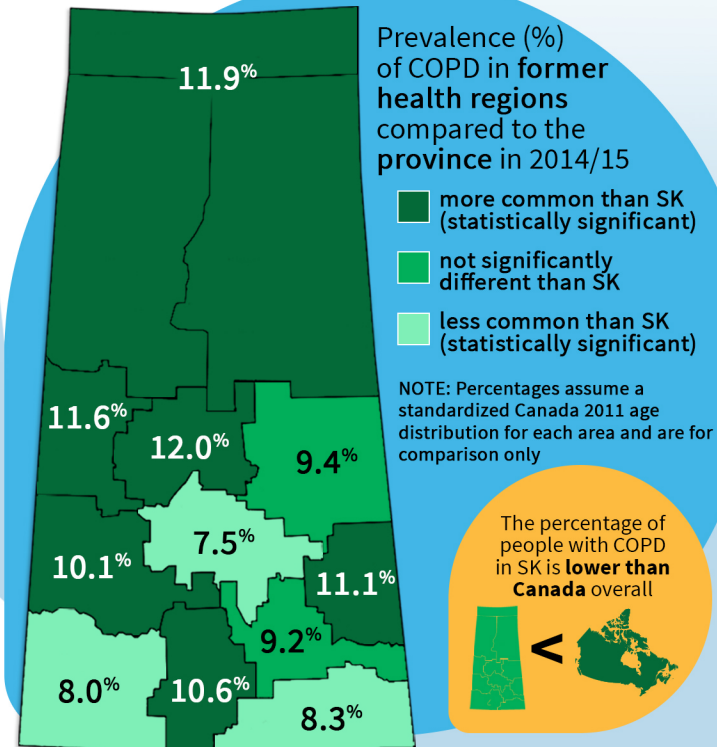 Prevalence (%)
of COPD in former
health regions
compared to the
province in 2014/15
more common than SK
(statistically significant)
not significantly
different than SK
less common than SK
(statistically significant)
NOTE: Percentages assume a
standardized Canada 2011 age
distribution for each area and are for
comparison only
11.9%
11.6%
12.0%
9.4%
7.5%
10.1%
11.1%
9.2%
8.0%
10.6%
8.3%
The percentage of
people with COPD
in SK is lower than
Canada overall
<